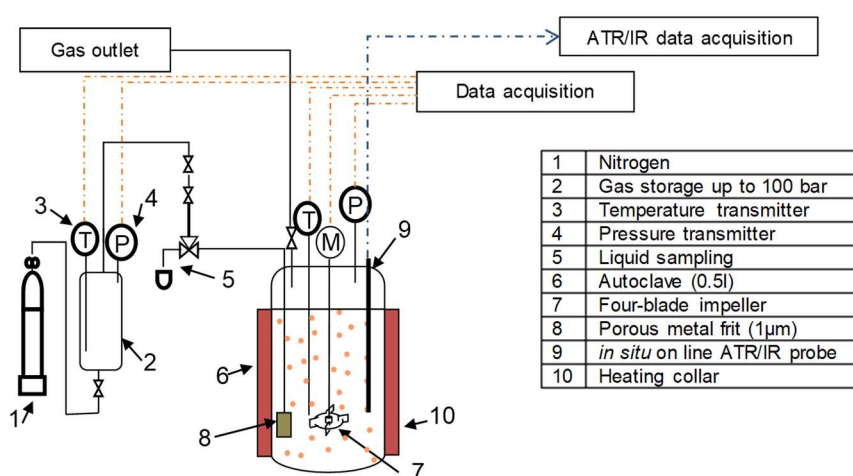 Gas outlet
ATR/IR data acquisition
Data acquisition
3
T
4
P
5
T
M
P
9
1
2
6
8
7
10
1 Nitrogen
2 Gas storage up to 100 bar
3 Temperature transmitter
4 Pressure transmitter
5 Liquid sampling
6 Autoclave (0.5l)
7 Four-blade impeller
8 Porous metal frit (1µm)
9 in situ on line ATR/IR probe
10 Heating collar